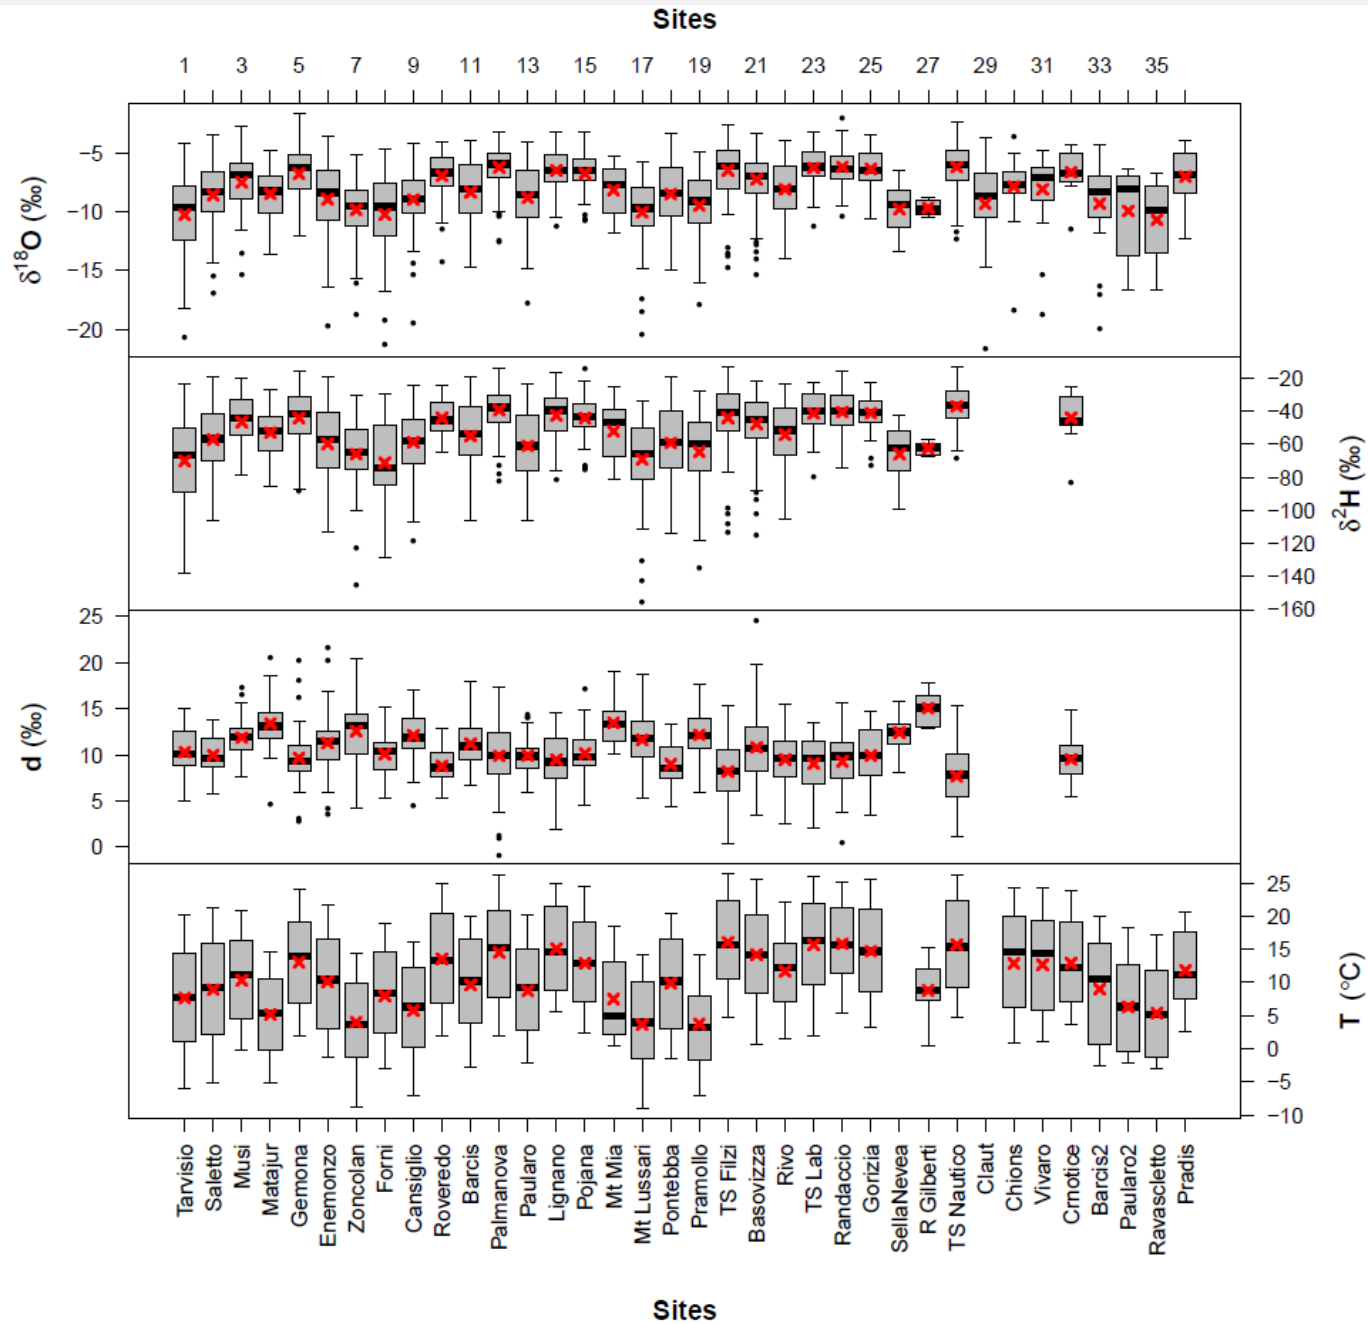 Sites
1 3 5 7 9 11 13 15 17 19 21 23 25 27 29 31 33 35
δ18O (‰)
−5
−10
−15
−20
δ2H (‰)
−20
−40
−60
−80
−100
−120
−140
−160
d (‰)
25
20
15
10
5
0
T (°C)
25
20
15
10
5
0
−5
−10
Tarvisio
Saletto
Musi
Matajur
Gemona
Enemonzo
Zoncolan
Forni
Cansiglio
Roveredo
Barcis
Palmanova
Paularo
Lignano
Pojana
Mt Mia
Mt Lussari
Pontebba
Pramollo
TS Filzi
Basovizza
Rivo
TS Lab
Randaccio
Gorizia
SellaNevea
R Gilberti
TS Nautico
Claut
Chions
Vivaro
Crnotice
Barcis2
Paularo2
Ravascletto
Pradis
Sites